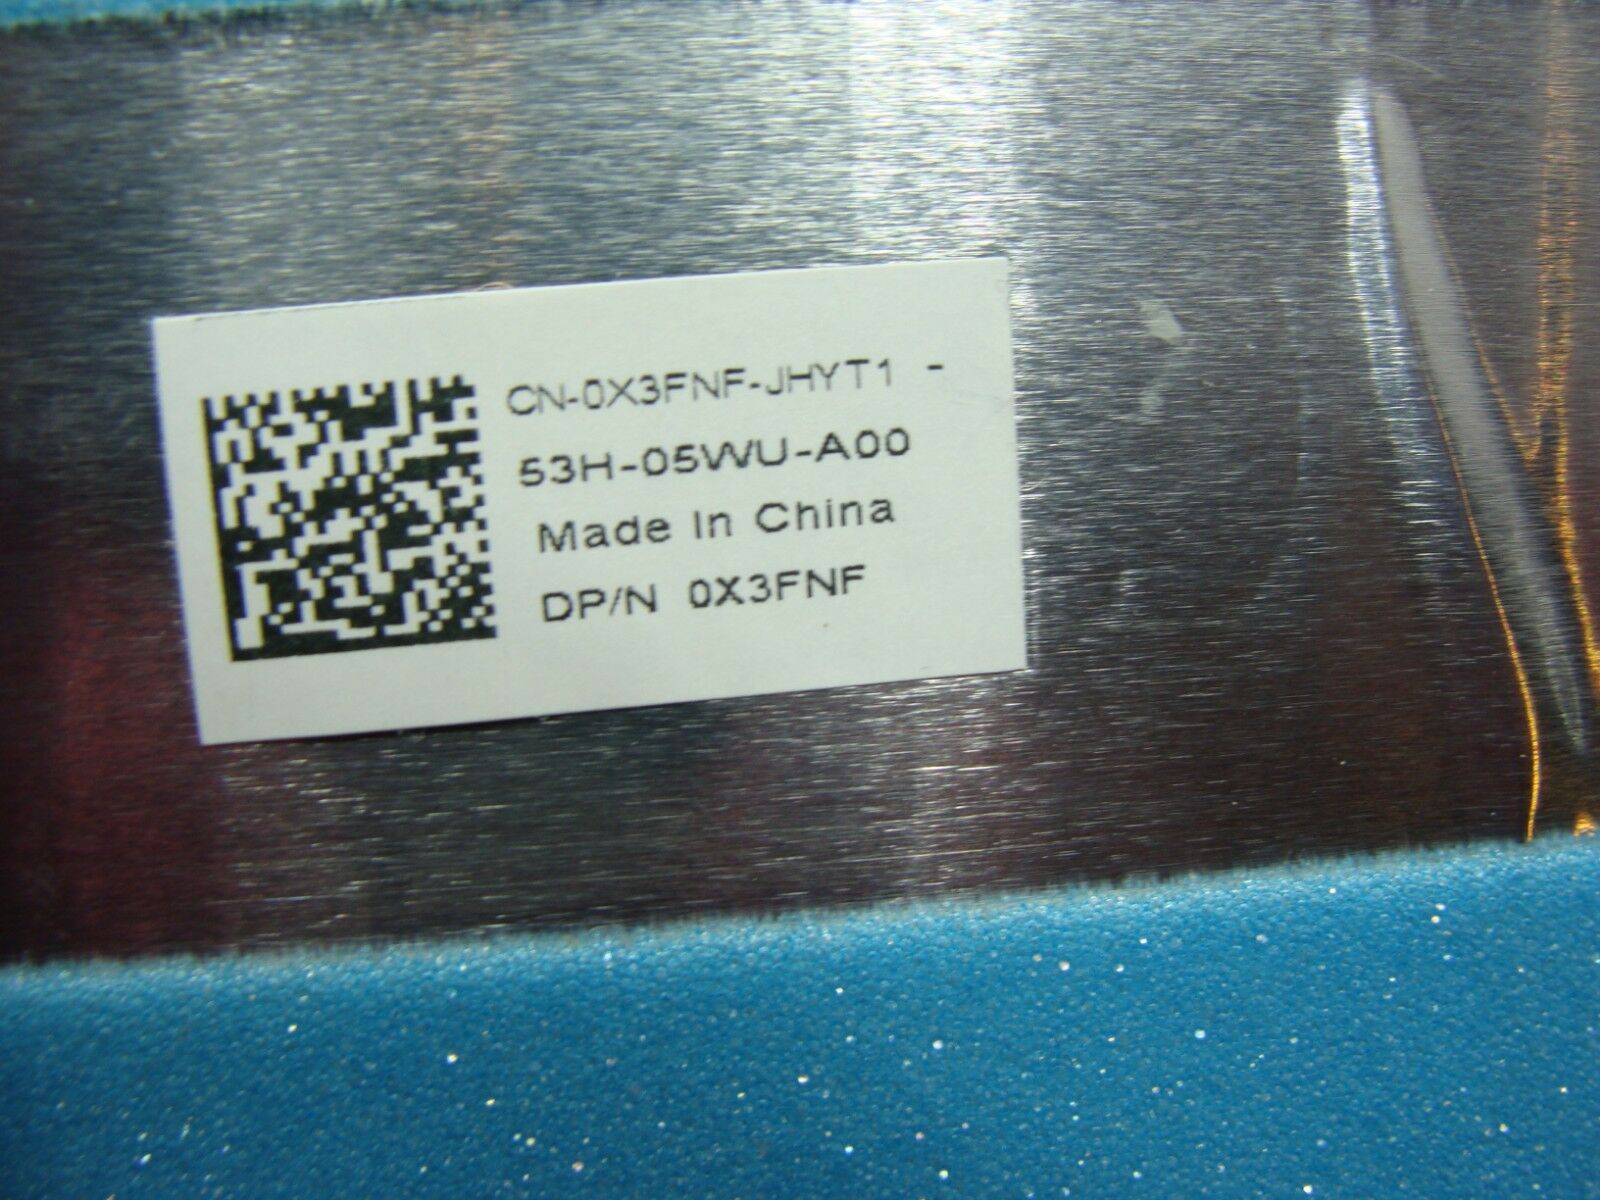 CN-0X3FNF-JHYT1 -
53H-05WU-A00
Made In China
DP/N 0X3FNF